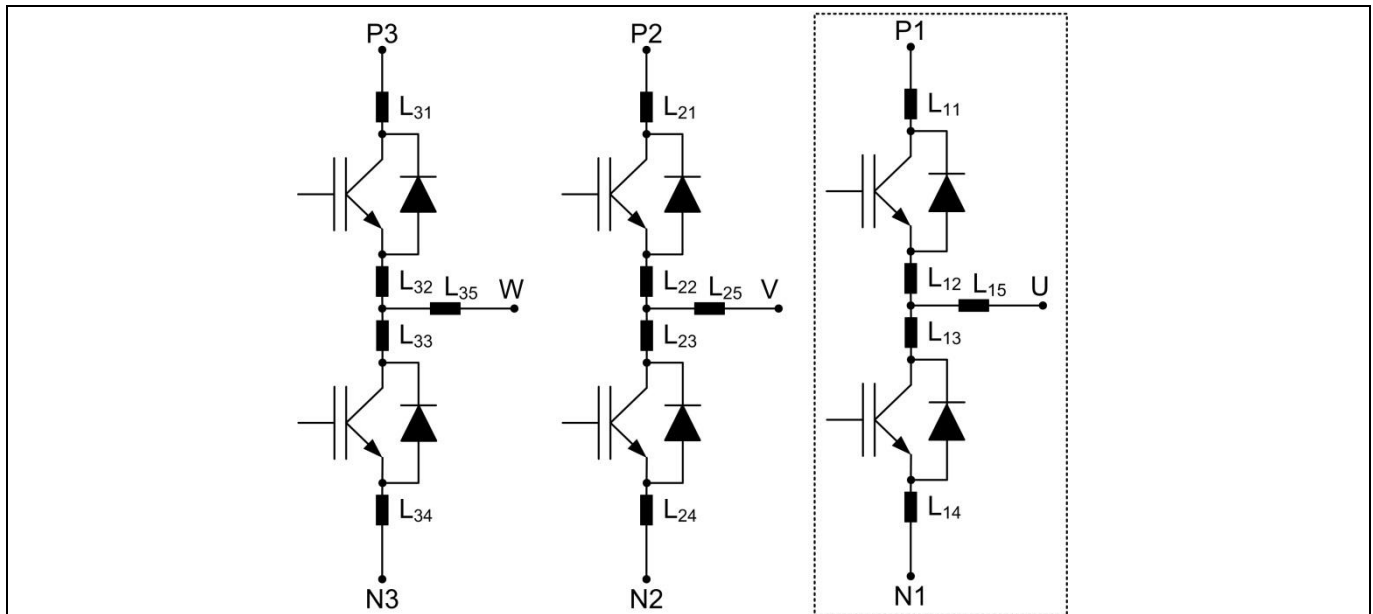 P3 P2 P1
L₃₁ L₂₁ L₁₁
L₃₂ L₃₅ W L₂₂ L₂₅ V L₁₂ L₁₅ U
L₃₃ L₂₃ L₁₃
L₃₄ L₂₄ L₁₄
N3 N2 N1